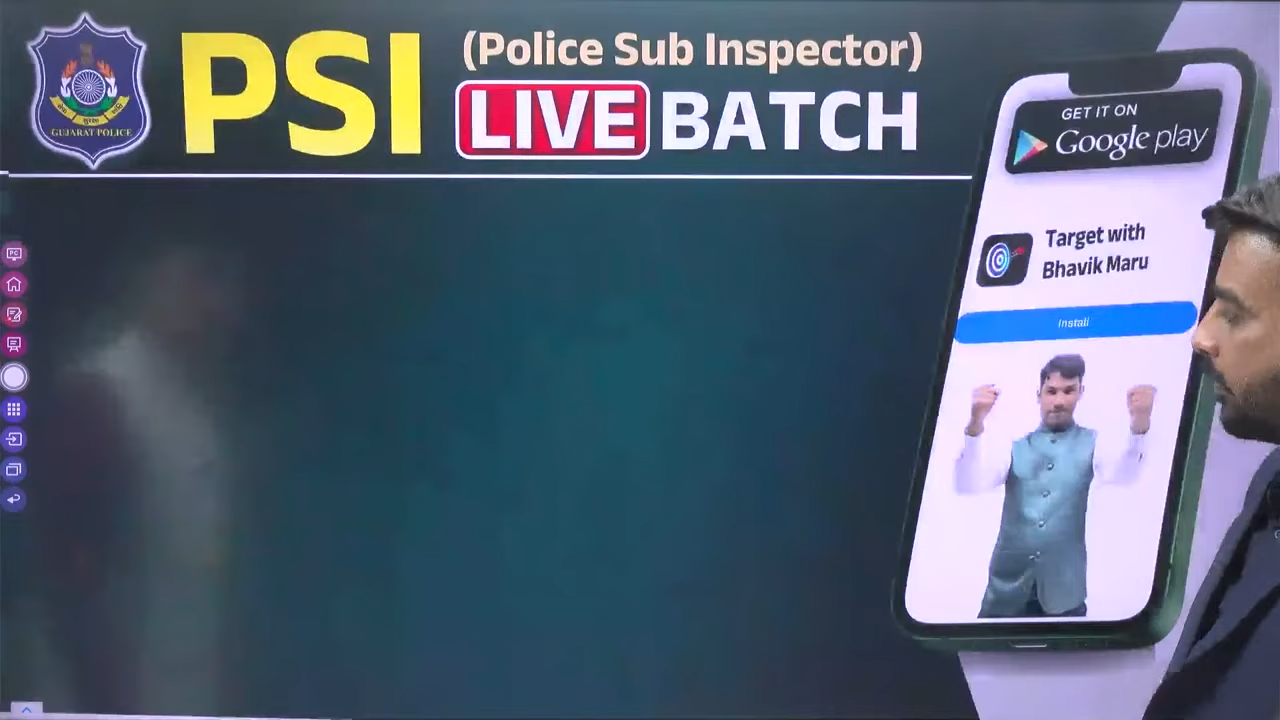 PSI
(Police Sub Inspector)
LIVE BATCH
GUJARAT POLICE
GET IT ON
Google play
Target with
Bhavik Maru
Install